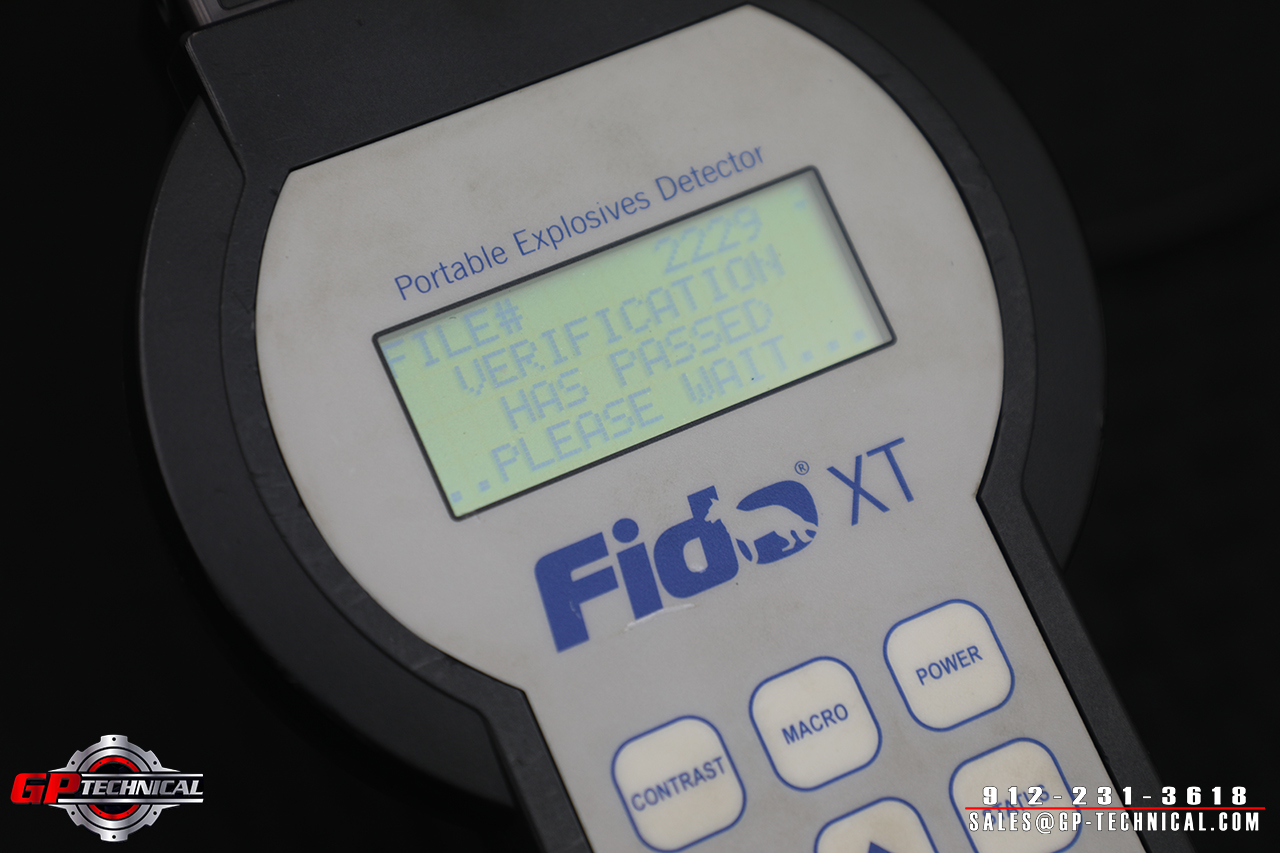 Portable Explosives Detector
FILE# 2229 -
VERIFICATION
HAS PASSED
..PLEASE WAIT...
Fido® XT
CONTRAST
MACRO
POWER
STATUS
GP TECHNICAL
912-231-3618
SALES@GP-TECHNICAL.COM